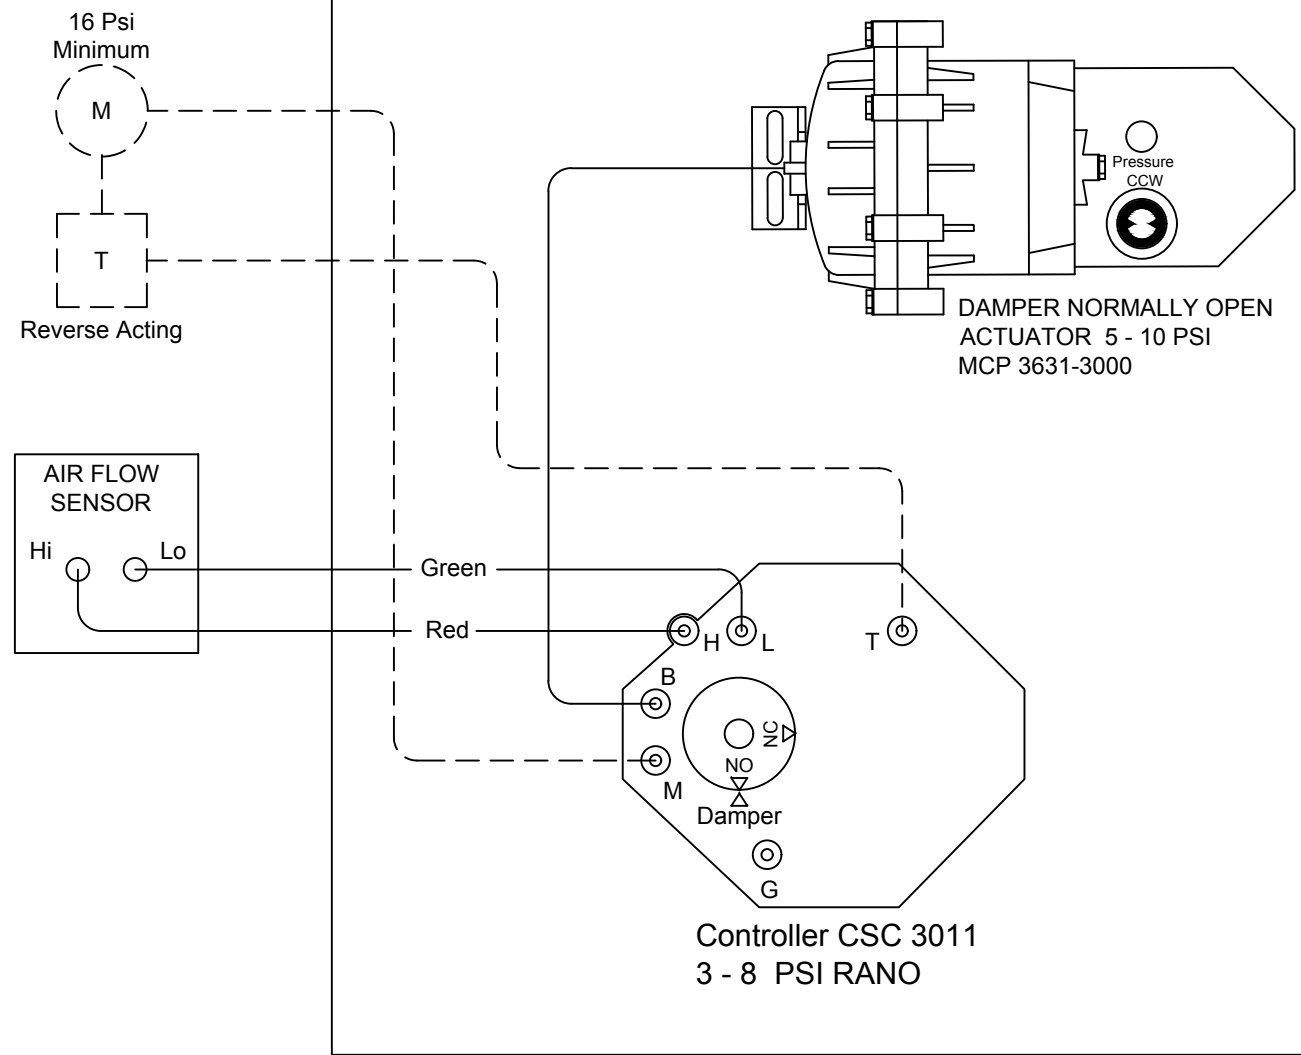 16 Psi
Minimum
M
T
Reverse Acting
Pressure
CCW
DAMPER NORMALLY OPEN
ACTUATOR 5 - 10 PSI
MCP 3631-3000
AIR FLOW
SENSOR
Hi
Lo
Green
Red
H
L
T
B
NC
NO
M
Damper
G
Controller CSC 3011
3 - 8 PSI RANO